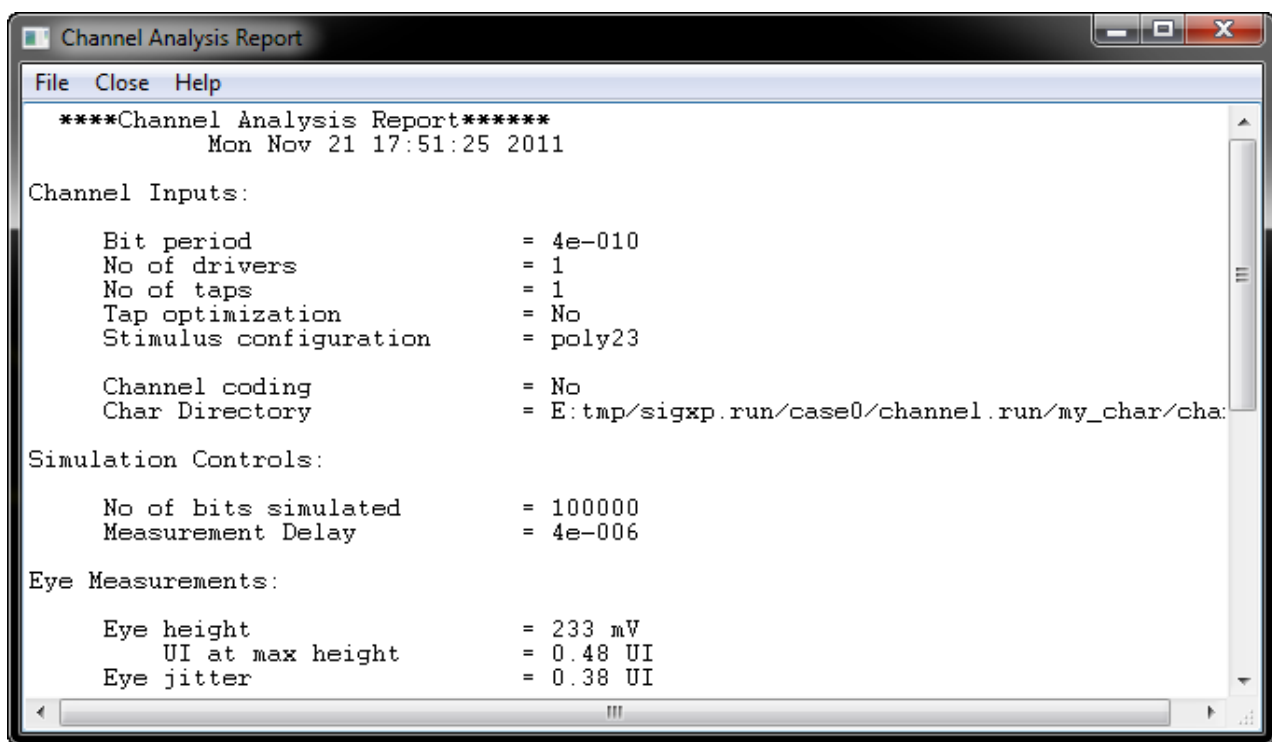 Channel Analysis Report
File Close Help
****Channel Analysis Report******
Mon Nov 21 17:51:25 2011
Channel Inputs:
Bit period = 4e-010
No of drivers = 1
No of taps = 1
Tap optimization = No
Stimulus configuration = poly23
Channel coding = No
Char Directory = E:tmp/sigxp.run/case0/channel.run/my_char/cha
Simulation Controls:
No of bits simulated = 100000
Measurement Delay = 4e-006
Eye Measurements:
Eye height = 233 mV
UI at max height = 0.48 UI
Eye jitter = 0.38 UI